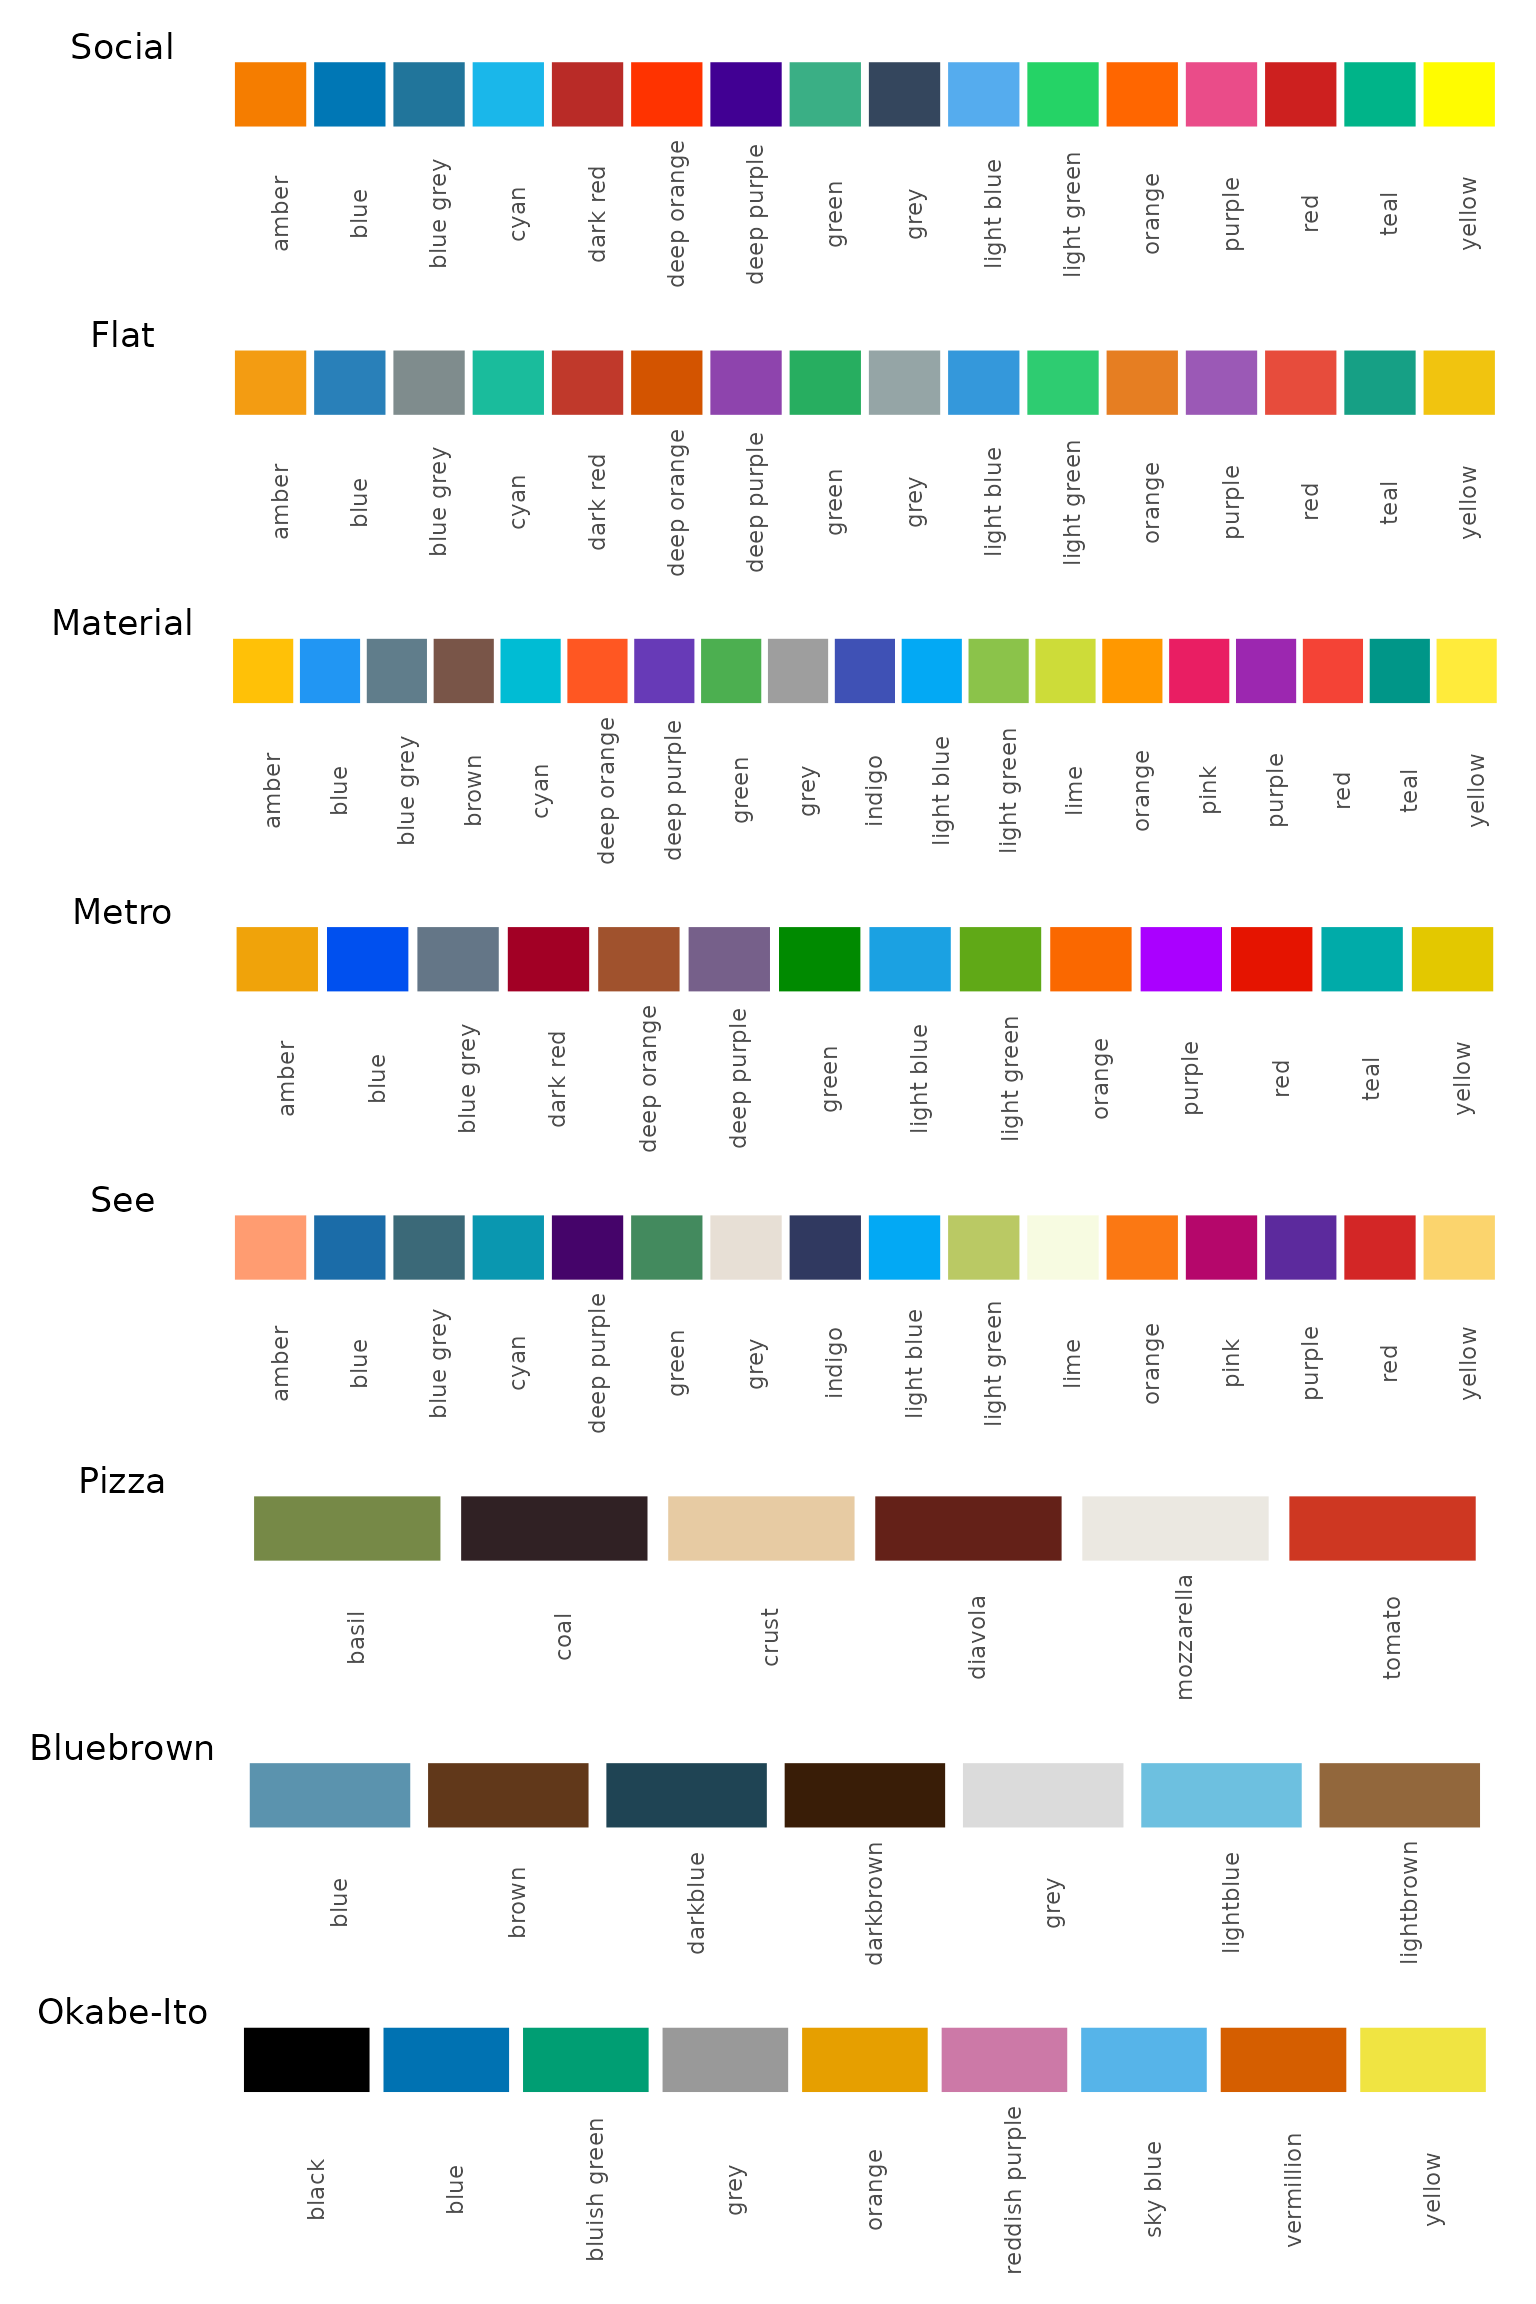 Social
amber
blue
blue grey
cyan
dark red
deep orange
deep purple
green
grey
light blue
light green
orange
purple
red
teal
yellow
Flat
amber
blue
blue grey
cyan
dark red
deep orange
deep purple
green
grey
light blue
light green
orange
purple
red
teal
yellow
Material
amber
blue
blue grey
brown
cyan
deep orange
deep purple
green
grey
indigo
light blue
light green
lime
orange
pink
purple
red
teal
yellow
Metro
amber
blue
blue grey
dark red
deep orange
deep purple
green
light blue
light green
orange
purple
red
teal
yellow
See
amber
blue
blue grey
cyan
deep purple
green
grey
indigo
light blue
light green
lime
orange
pink
purple
red
yellow
Pizza
basil
coal
crust
diavola
mozzarella
tomato
Bluebrown
blue
brown
darkblue
darkbrown
grey
lightblue
lightbrown
Okabe-Ito
black
blue
bluish green
grey
orange
reddish purple
sky blue
vermillion
yellow